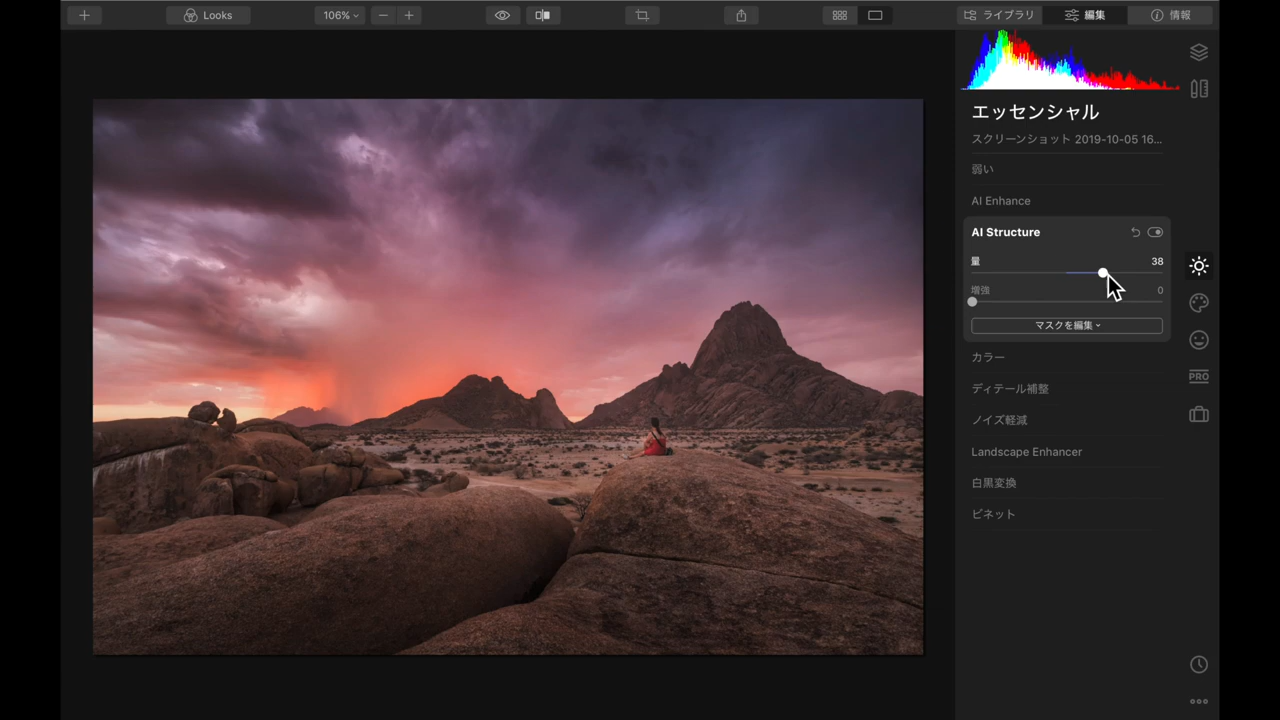 Looks
106%
ライブラリ
編集
情報
エッセンシャル
スクリーンショット 2019-10-05 16...
弱い
AI Enhance
AI Structure
量 38
増強 0
マスクを編集
カラー
ディテール補整
ノイズ軽減
PRO
Landscape Enhancer
白黒変換
ビネット